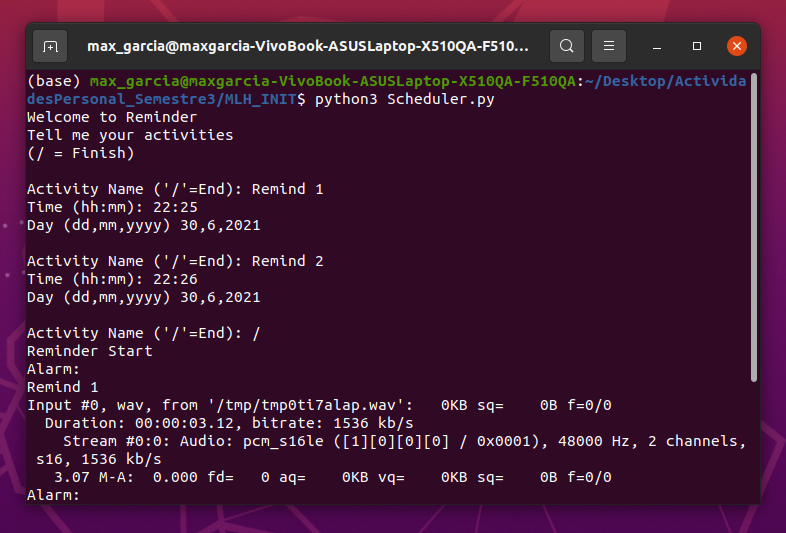 max_garcia@maxgarcia-VivoBook-ASUSLaptop-X510QA-F510...
(base) max_garcia@maxgarcia-VivoBook-ASUSLaptop-X510QA-F510QA:~/Desktop/Activida
desPersonal_Semestre3/MLH_INIT$ python3 Scheduler.py
Welcome to Reminder
Tell me your activities
(/ = Finish)
Activity Name ('/'=End): Remind 1
Time (hh:mm): 22:25
Day (dd,mm,yyyy) 30,6,2021
Activity Name ('/'=End): Remind 2
Time (hh:mm): 22:26
Day (dd,mm,yyyy) 30,6,2021
Activity Name ('/'=End): /
Reminder Start
Alarm:
Remind 1
Input #0, wav, from '/tmp/tmp0ti7alap.wav':   0KB sq=    0B f=0/0
  Duration: 00:00:03.12, bitrate: 1536 kb/s
    Stream #0:0: Audio: pcm_s16le ([1][0][0][0] / 0x0001), 48000 Hz, 2 channels,
 s16, 1536 kb/s
   3.07 M-A:  0.000 fd=   0 aq=    0KB vq=    0KB sq=    0B f=0/0
Alarm: